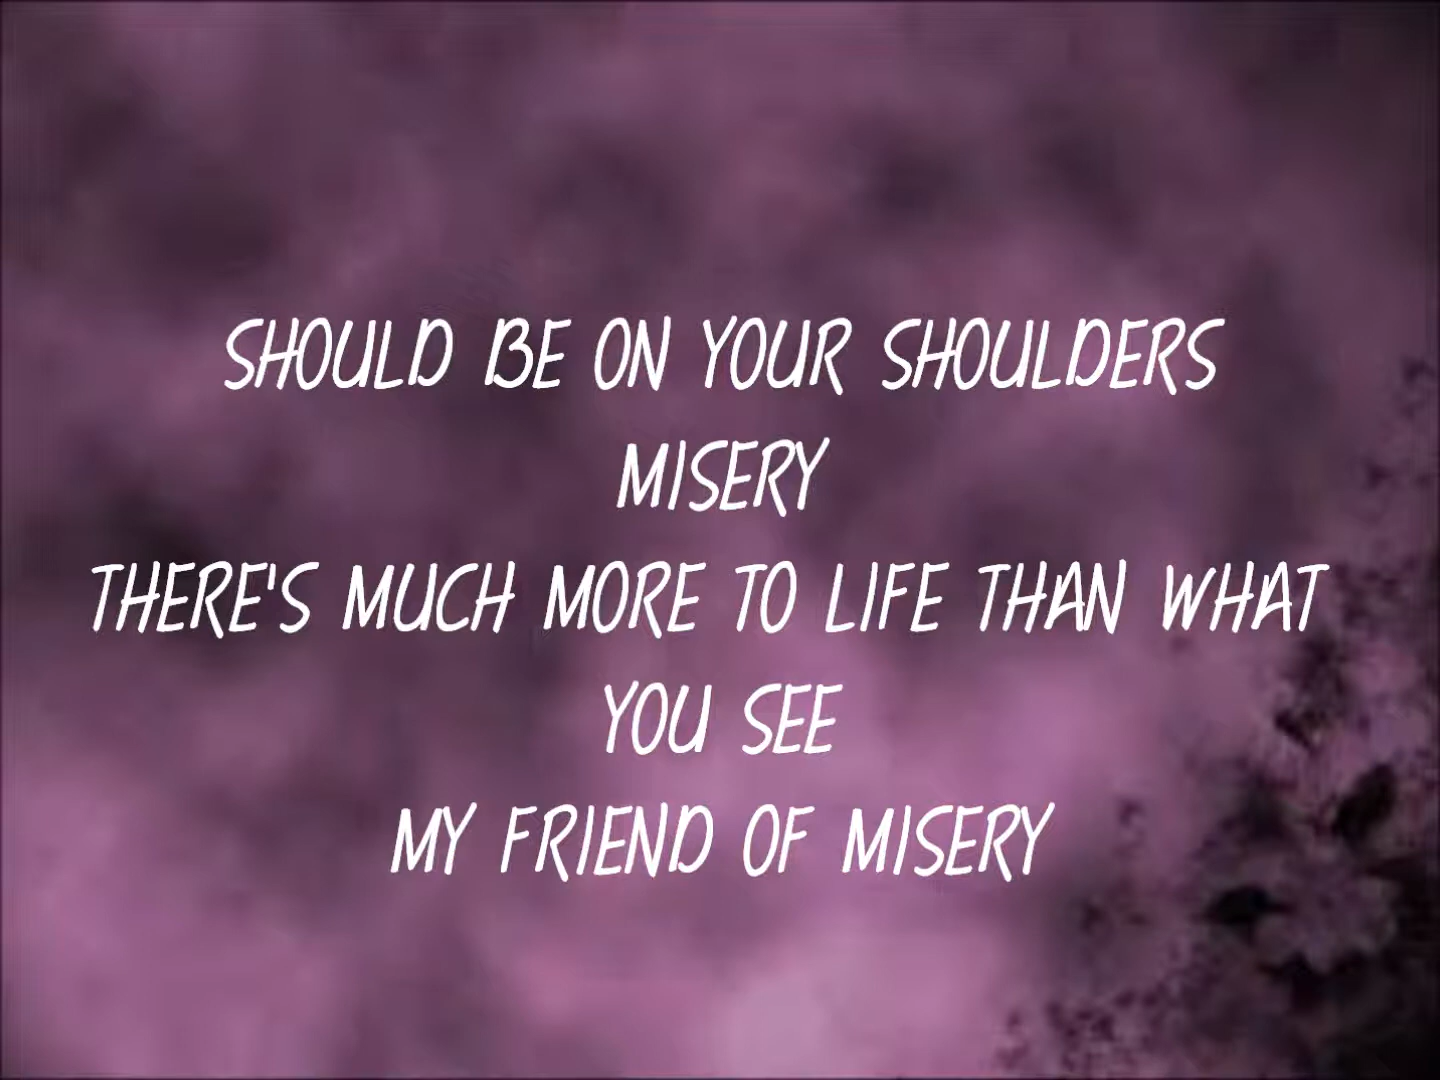 SHOULD BE ON YOUR SHOULDERS
MISERY
THERE'S MUCH MORE TO LIFE THAN WHAT
YOU SEE
MY FRIEND OF MISERY